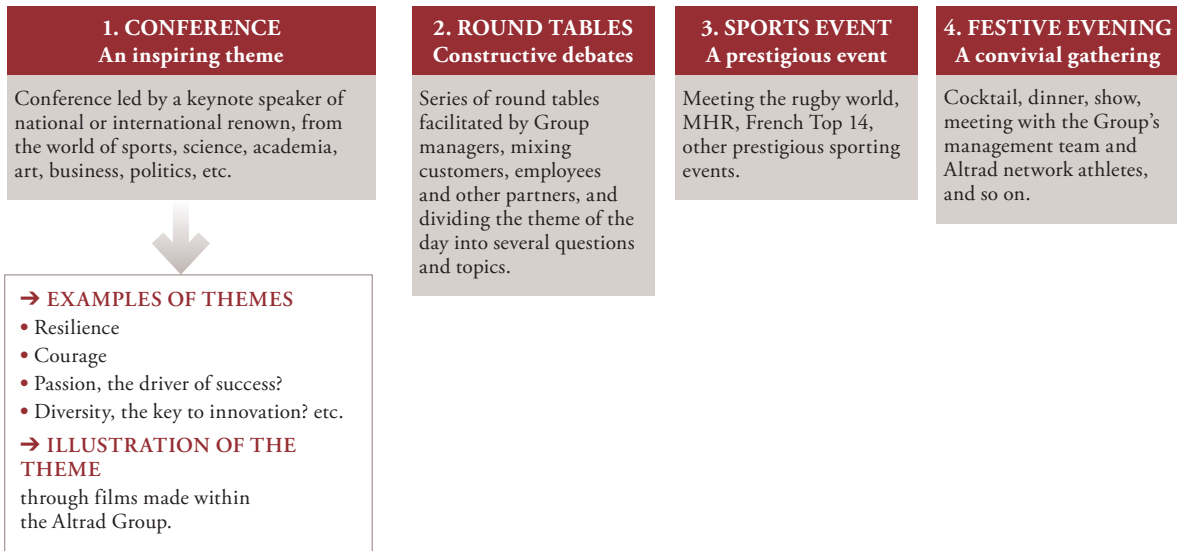 1. CONFERENCE
An inspiring theme
Conference led by a keynote speaker of
national or international renown, from
the world of sports, science, academia,
art, business, politics, etc.
➔ EXAMPLES OF THEMES
• Resilience
• Courage
• Passion, the driver of success?
• Diversity, the key to innovation? etc.
➔ ILLUSTRATION OF THE
THEME
through films made within
the Altrad Group.
2. ROUND TABLES
Constructive debates
Series of round tables
facilitated by Group
managers, mixing
customers, employees
and other partners, and
dividing the theme of the
day into several questions
and topics.
3. SPORTS EVENT
A prestigious event
Meeting the rugby world,
MHR, French Top 14,
other prestigious sporting
events.
4. FESTIVE EVENING
A convivial gathering
Cocktail, dinner, show,
meeting with the Group’s
management team and
Altrad network athletes,
and so on.